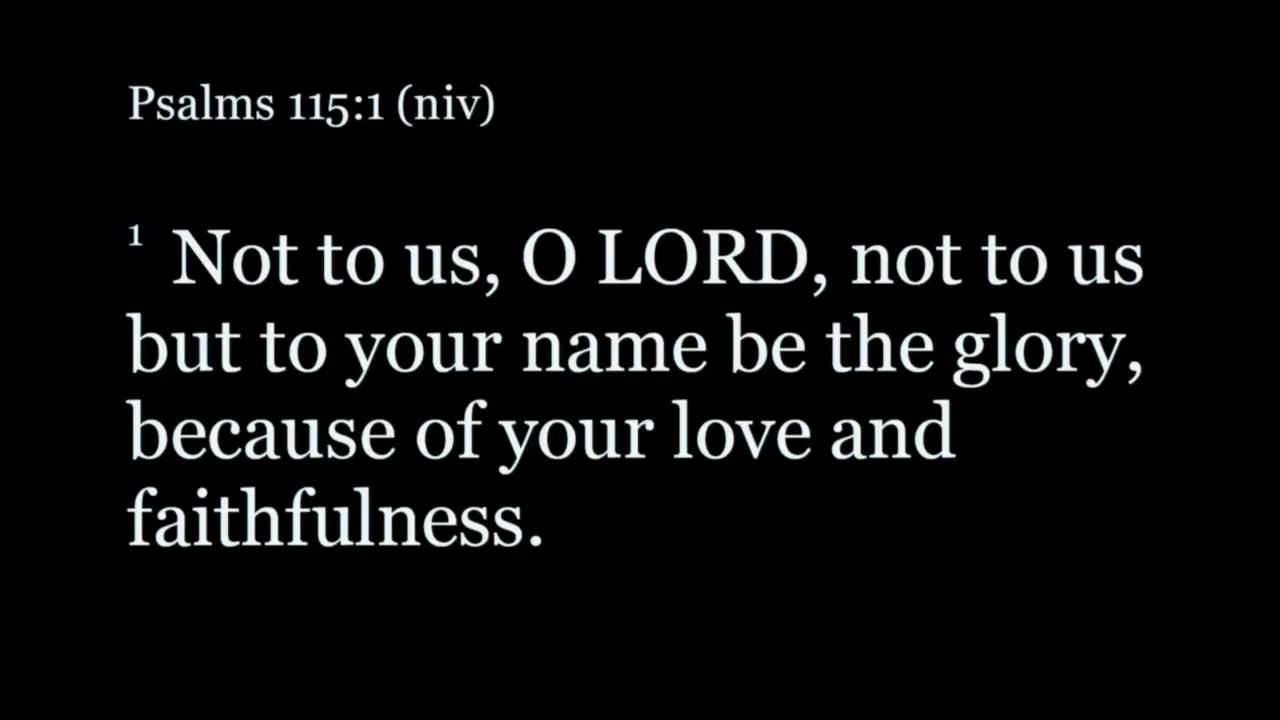 Psalms 115:1 (niv)
1 Not to us, O LORD, not to us
but to your name be the glory,
because of your love and
faithfulness.